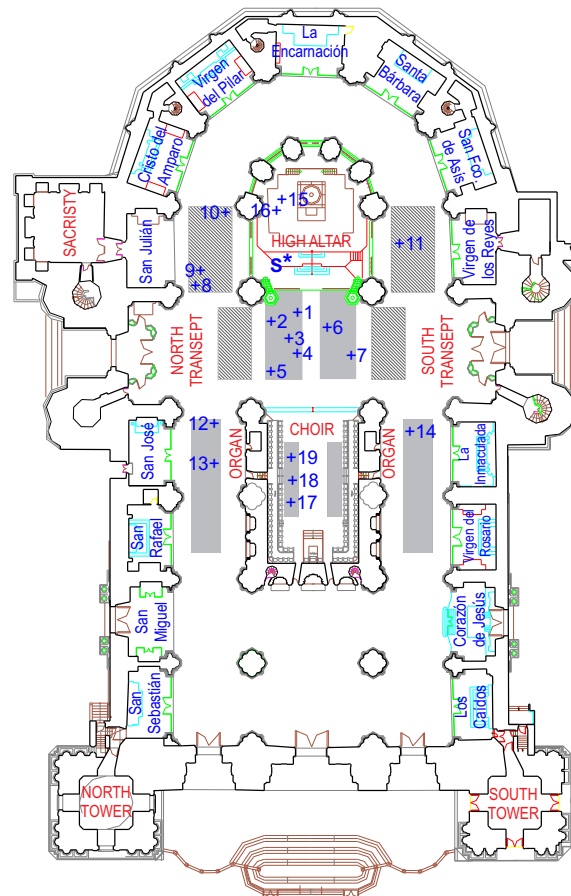 La
Encarnación
Virgen
del Pilar
Santa
Bárbara
Cristo del
Amparo
San Fco
de Asis
SACRISTY
San Julián
10+
16+
+15
HIGH ALTAR
S*
+11
Virgen de
los Reyes
9+
+8
NORTH
TRANSEPT
+1
+2
+6
+3
+4
+7
+5
SOUTH
TRANSEPT
San José
12+
13+
ORGAN
CHOIR
+19
+18
+17
ORGAN
+14
La
Inmaculada
San
Rafael
Virgen del
Rosario
San
Miguel
Corazón
de Jesús
San
Sebastián
Los
Caídos
NORTH
TOWER
SOUTH
TOWER